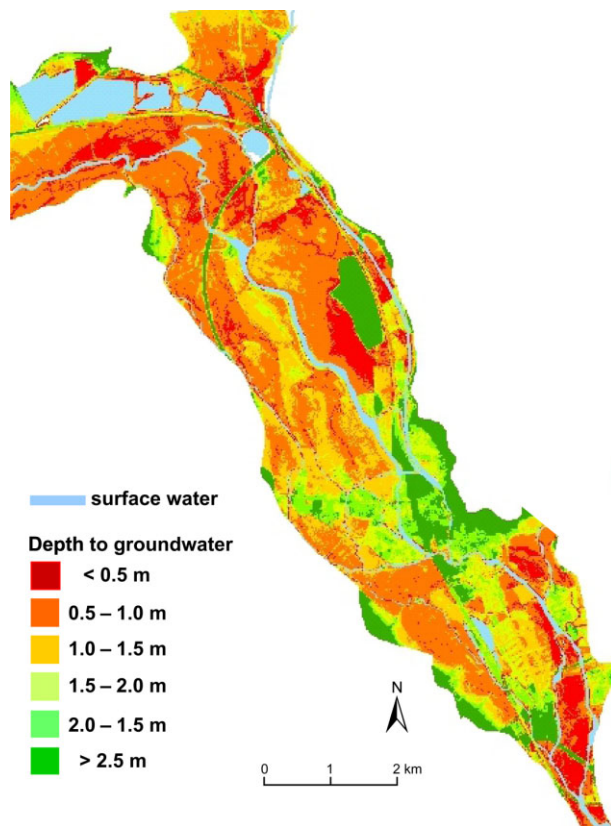 surface water
Depth to groundwater
< 0.5 m
0.5 – 1.0 m
1.0 – 1.5 m
1.5 – 2.0 m
2.0 – 1.5 m
> 2.5 m
N
0 1 2 km